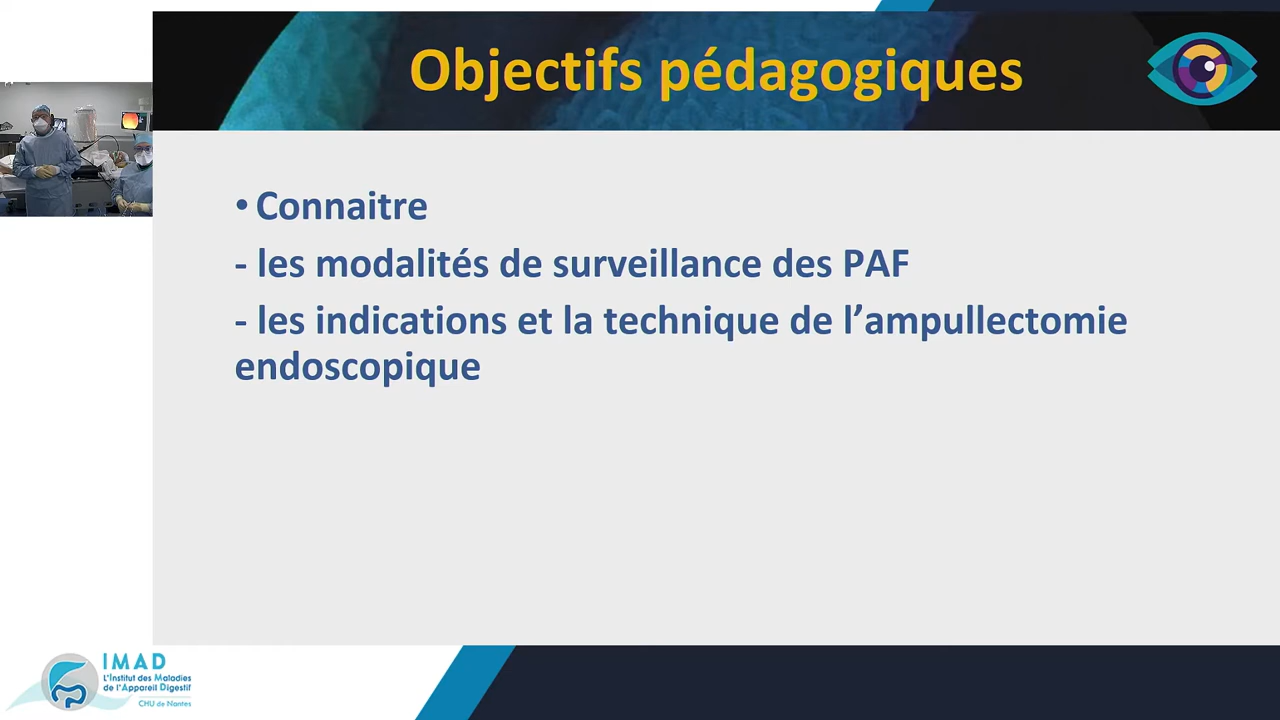 Objectifs pédagogiques
• Connaitre
- les modalités de surveillance des PAF
- les indications et la technique de l’ampullectomie
endoscopique
IMAD
L'Institut des Maladies
de l'Appareil Digestif
CHU de Nantes